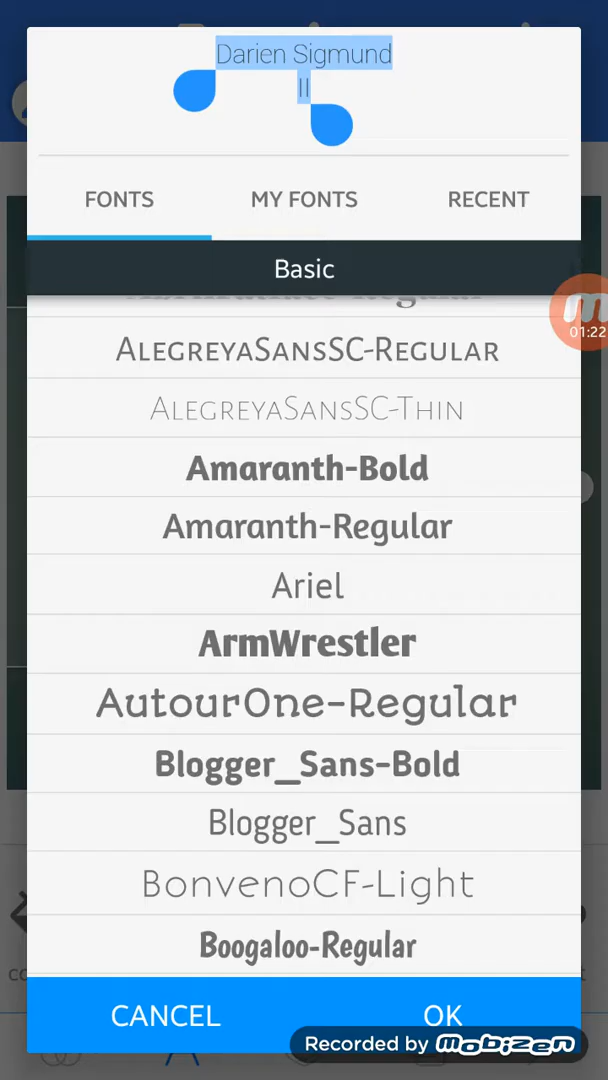 Darien Sigmund
II
FONTS
MY FONTS
RECENT
Basic
01:22
AlegreyaSansSC-Regular
AlegreyaSansSC-Thin
Amaranth-Bold
Amaranth-Regular
Ariel
ArmWrestler
AutourOne-Regular
Blogger_Sans-Bold
Blogger_Sans
BonvenoCF-Light
Boogaloo-Regular
CANCEL
OK
Recorded by mobizen